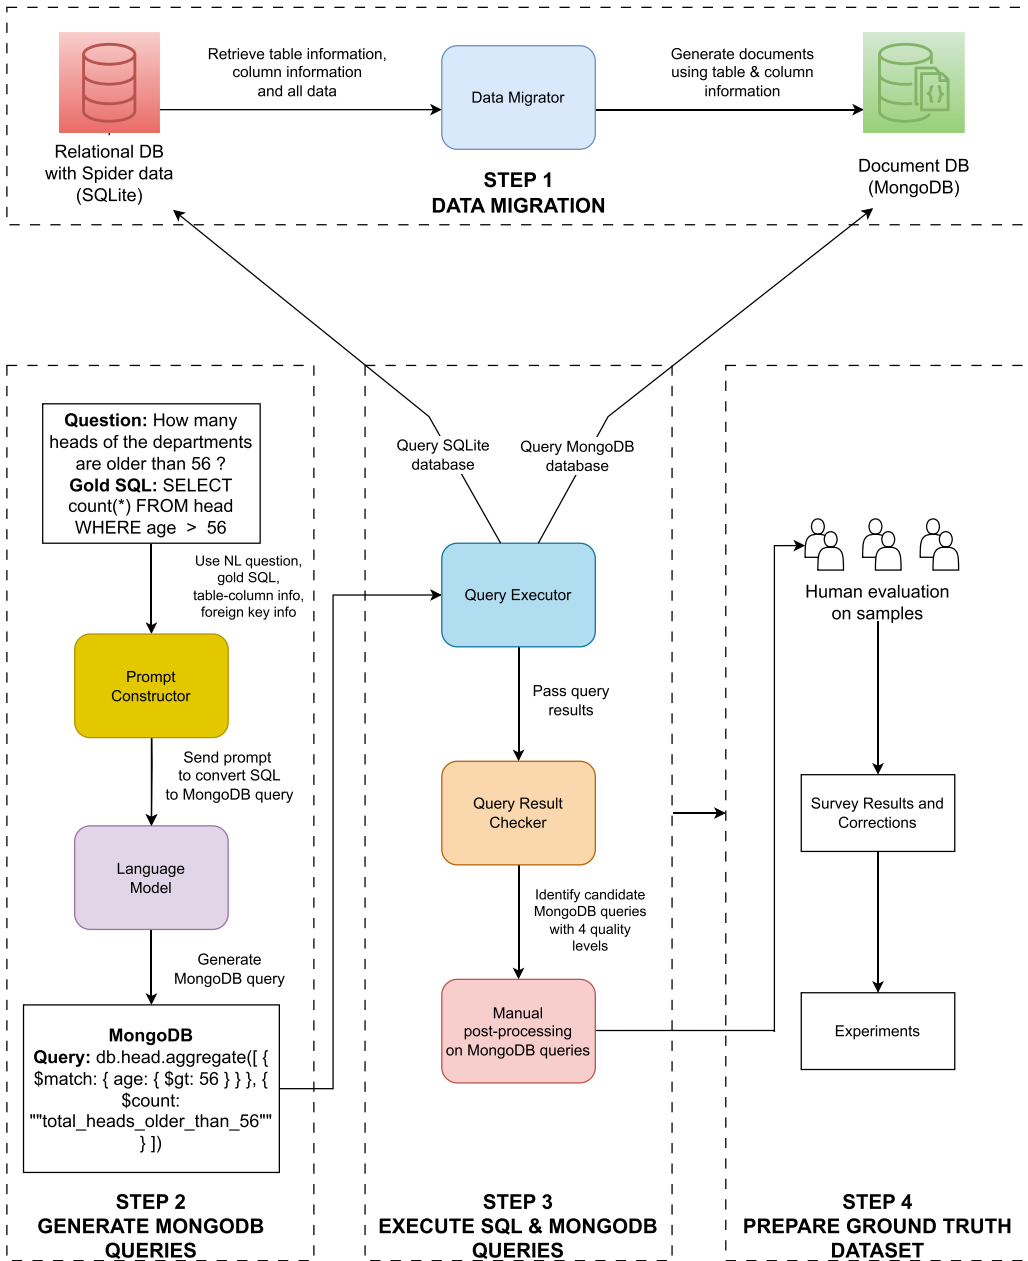 Retrieve table information,
column information
and all data
Generate documents
using table & column
information
Data Migrator
Relational DB
with Spider data
(SQLite)
Document DB
(MongoDB)
STEP 1
DATA MIGRATION
Question: How many
heads of the departments
are older than 56 ?
Gold SQL: SELECT
count(*) FROM head
WHERE age > 56
Use NL question,
gold SQL,
table-column info,
foreign key info
Prompt
Constructor
Send prompt
to convert SQL
to MongoDB query
Language
Model
Generate
MongoDB query
MongoDB
Query: db.head.aggregate([ {
$match: { age: { $gt: 56 } } }, {
$count:
""total_heads_older_than_56""
} ])
STEP 2
GENERATE MONGODB
QUERIES
Query SQLite
database
Query MongoDB
database
Query Executor
Pass query
results
Query Result
Checker
Identify candidate
MongoDB queries
with 4 quality
levels
Manual
post-processing
on MongoDB queries
STEP 3
EXECUTE SQL & MONGODB
QUERIES
Human evaluation
on samples
Survey Results and
Corrections
Experiments
STEP 4
PREPARE GROUND TRUTH
DATASET